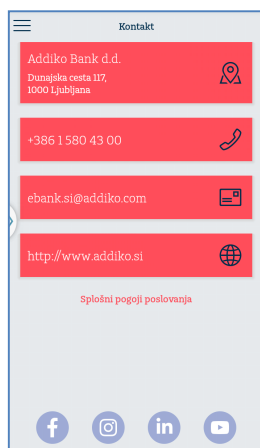 Kontakt
Addiko Bank d.d.
Dunajska cesta 117,
1000 Ljubljana
+386 1 580 43 00
ebank.si@addiko.com
http://www.addiko.si
Splošni pogoji poslovanja